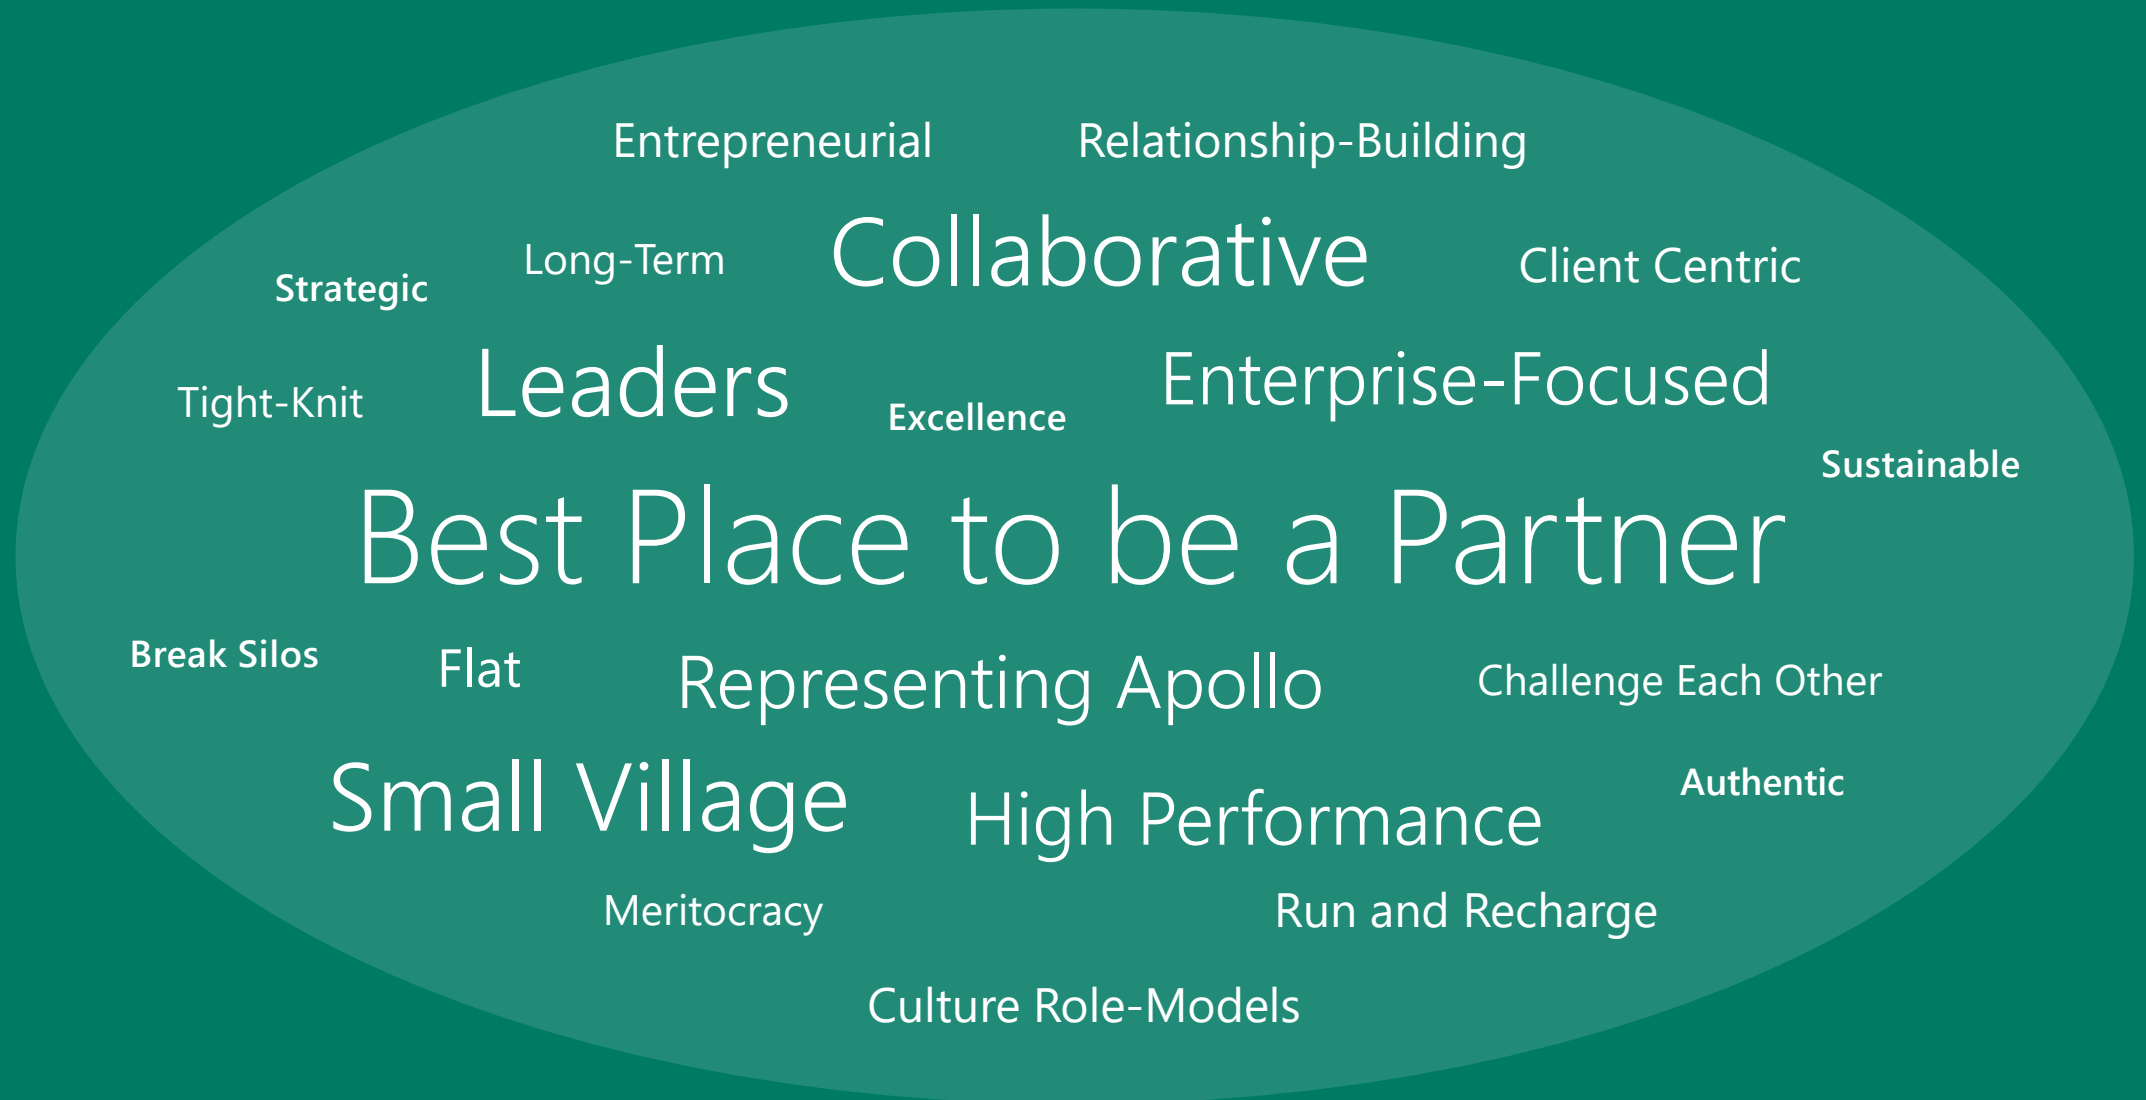 Entrepreneurial Relationship-Building
Strategic Long-Term Collaborative Client Centric
Tight-Knit Leaders Excellence Enterprise-Focused
Sustainable
Best Place to be a Partner
Break Silos Flat Representing Apollo Challenge Each Other
Small Village High Performance Authentic
Meritocracy Run and Recharge
Culture Role-Models